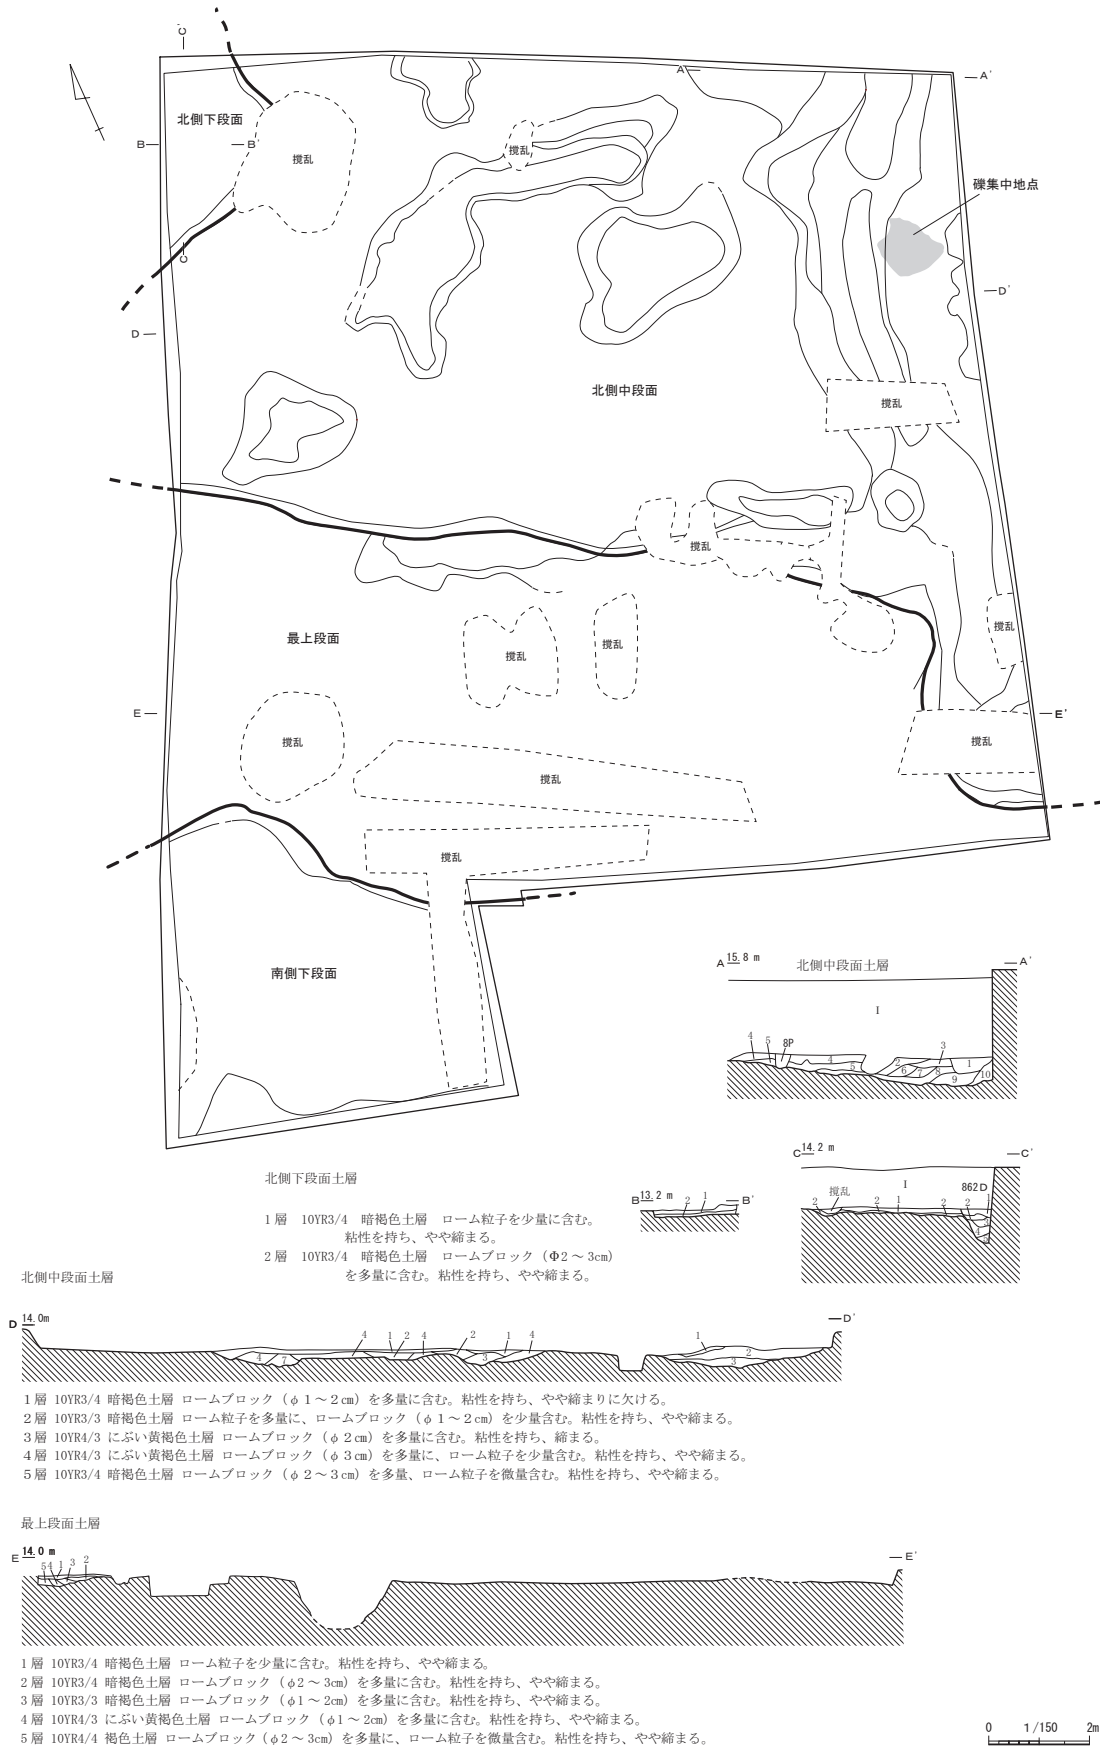 C'
A
A'
北側下段面
B
B'
撹乱
撹乱
礫集中地点
C
D'
D
北側中段面
撹乱
撹乱
最上段面
撹乱
撹乱
撹乱
E
E'
撹乱
撹乱
撹乱
撹乱
南側下段面
A 15.8 m
北側中段面土層
A'
I
4
5
8P
3
4
5
2
1
6
7
8
9
10
C 14.2 m
C'
I
862D
撹乱
2
2
1
2
2
1
B 13.2 m
2
1
B'
北側下段面土層
1層 10YR3/4 暗褐色土層 ローム粒子を少量に含む。
粘性を持ち、やや締まる。
2層 10YR3/4 暗褐色土層 ロームブロック(Φ2～3cm)
を多量に含む。粘性を持ち、やや締まる。
北側中段面土層
D 14.0m
D'
4
1
2
4
2
1
4
1
2
4
7
3
3
1層 10YR3/4 暗褐色土層 ロームブロック(φ1～2cm)を多量に含む。粘性を持ち、やや締まりに欠ける。
2層 10YR3/3 暗褐色土層 ローム粒子を多量に、ロームブロック(φ1～2cm)を少量含む。粘性を持ち、やや締まる。
3層 10YR4/3 にぶい黄褐色土層 ロームブロック(φ2cm)を多量に含む。粘性を持ち、締まる。
4層 10YR4/3 にぶい黄褐色土層 ロームブロック(φ3cm)を多量に、ローム粒子を少量含む。粘性を持ち、やや締まる。
5層 10YR3/4 暗褐色土層 ロームブロック(φ2～3cm)を多量、ローム粒子を微量含む。粘性を持ち、やや締まる。
最上段面土層
E 14.0 m
E'
5 4 1 3 2
1層 10YR3/4 暗褐色土層 ローム粒子を少量に含む。粘性を持ち、やや締まる。
2層 10YR3/4 暗褐色土層 ロームブロック(φ2～3cm)を多量に含む。粘性を持ち、やや締まる。
3層 10YR3/3 暗褐色土層 ロームブロック(φ1～2cm)を多量に含む。粘性を持ち、やや締まる。
4層 10YR4/3 にぶい黄褐色土層 ロームブロック(φ1～2cm)を多量に含む。粘性を持ち、やや締まる。
5層 10YR4/4 褐色土層 ロームブロック(φ2～3cm)を多量に、ローム粒子を微量含む。粘性を持ち、やや締まる。
0 1/150 2m